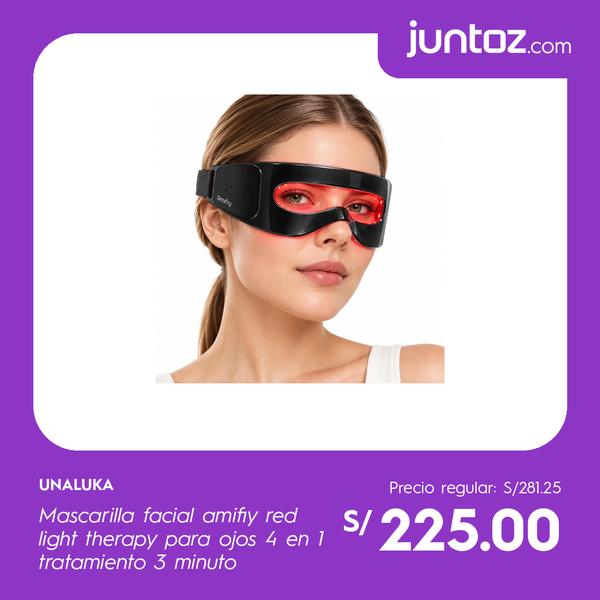 juntoz.com
Amifiy
UNALUKA
Mascarilla facial amifiy red
light therapy para ojos 4 en 1
tratamiento 3 minuto
Precio regular: S/281.25
S/ 225.00